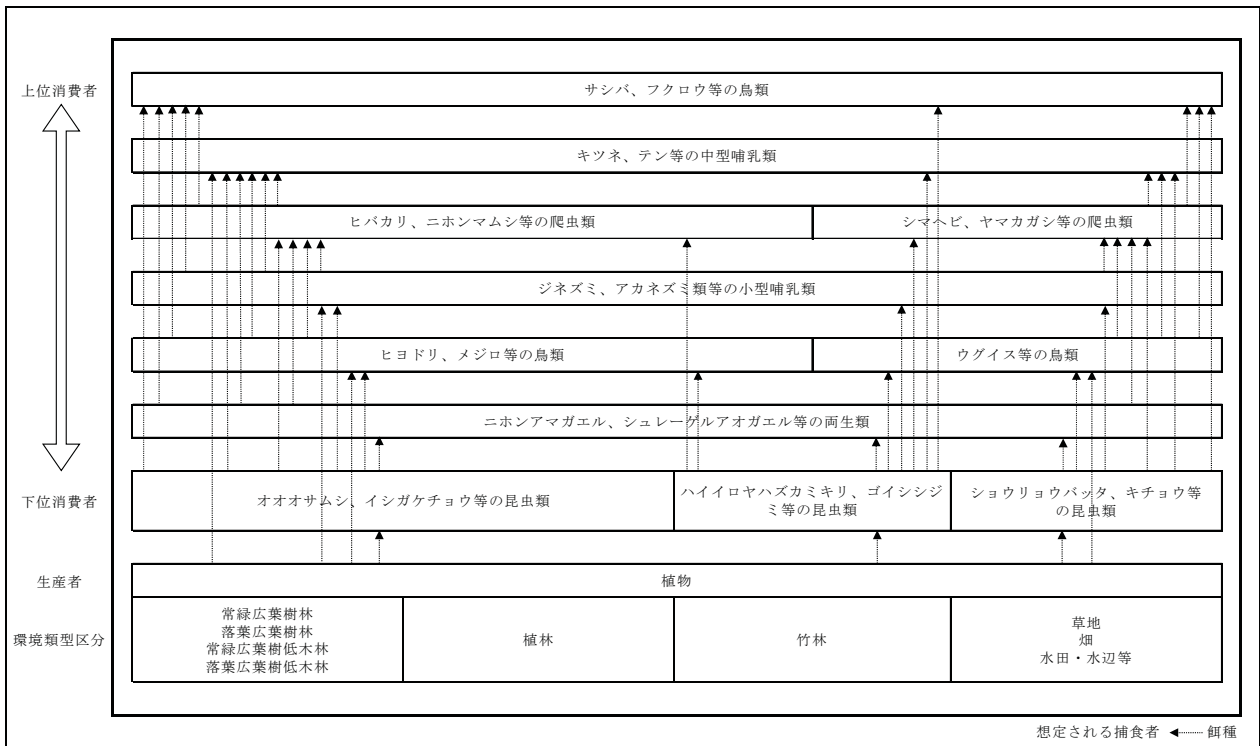 上位消費者
サシバ、フクロウ等の鳥類
キツネ、テン等の中型哺乳類
ヒバカリ、ニホンマムシ等の爬虫類
シマヘビ、ヤマカガシ等の爬虫類
ジネズミ、アカネズミ類等の小型哺乳類
ヒヨドリ、メジロ等の鳥類
ウグイス等の鳥類
ニホンアマガエル、シュレーゲルアオガエル等の両生類
下位消費者
オオオサムシ、イシガケチョウ等の昆虫類
ハイイロヤハズカミキリ、ゴイシシジ
ミ等の昆虫類
ショウリョウバッタ、キチョウ等
の昆虫類
生産者
植物
環境類型区分
常緑広葉樹林
落葉広葉樹林
常緑広葉樹低木林
落葉広葉樹低木林
植林
竹林
草地
畑
水田・水辺等
想定される捕食者 餌種